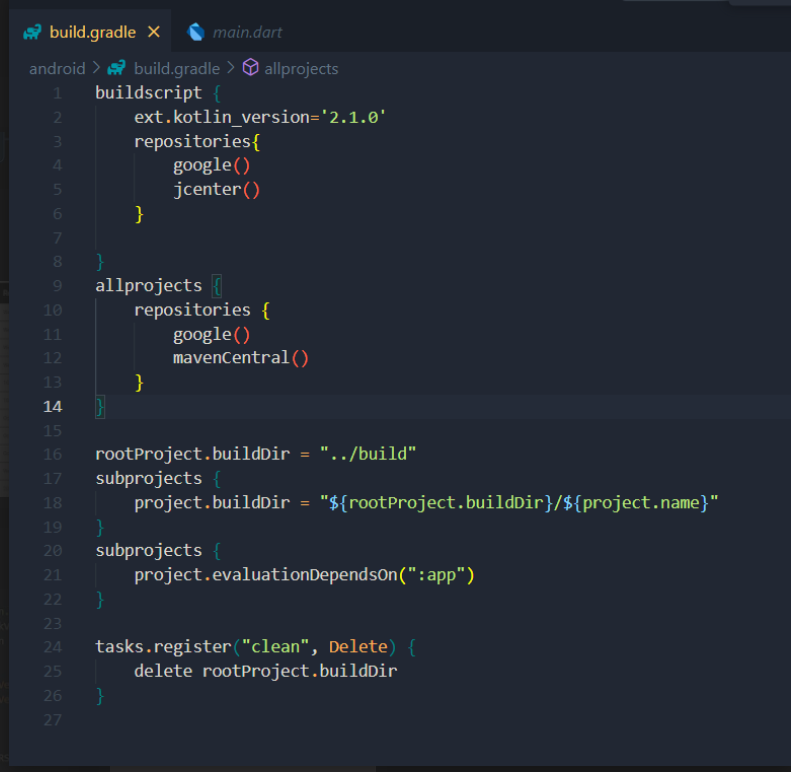 build.gradle
main.dart
android > build.gradle > allprojects
1 buildscript {
2     ext.kotlin_version='2.1.0'
3     repositories{
4         google()
5         jcenter()
6     }
7
8 }
9 allprojects {
10     repositories {
11         google()
12         mavenCentral()
13     }
14 }
15
16 rootProject.buildDir = "../build"
17 subprojects {
18     project.buildDir = "${rootProject.buildDir}/${project.name}"
19 }
20 subprojects {
21     project.evaluationDependsOn(":app")
22 }
23
24 tasks.register("clean", Delete) {
25     delete rootProject.buildDir
26 }
27